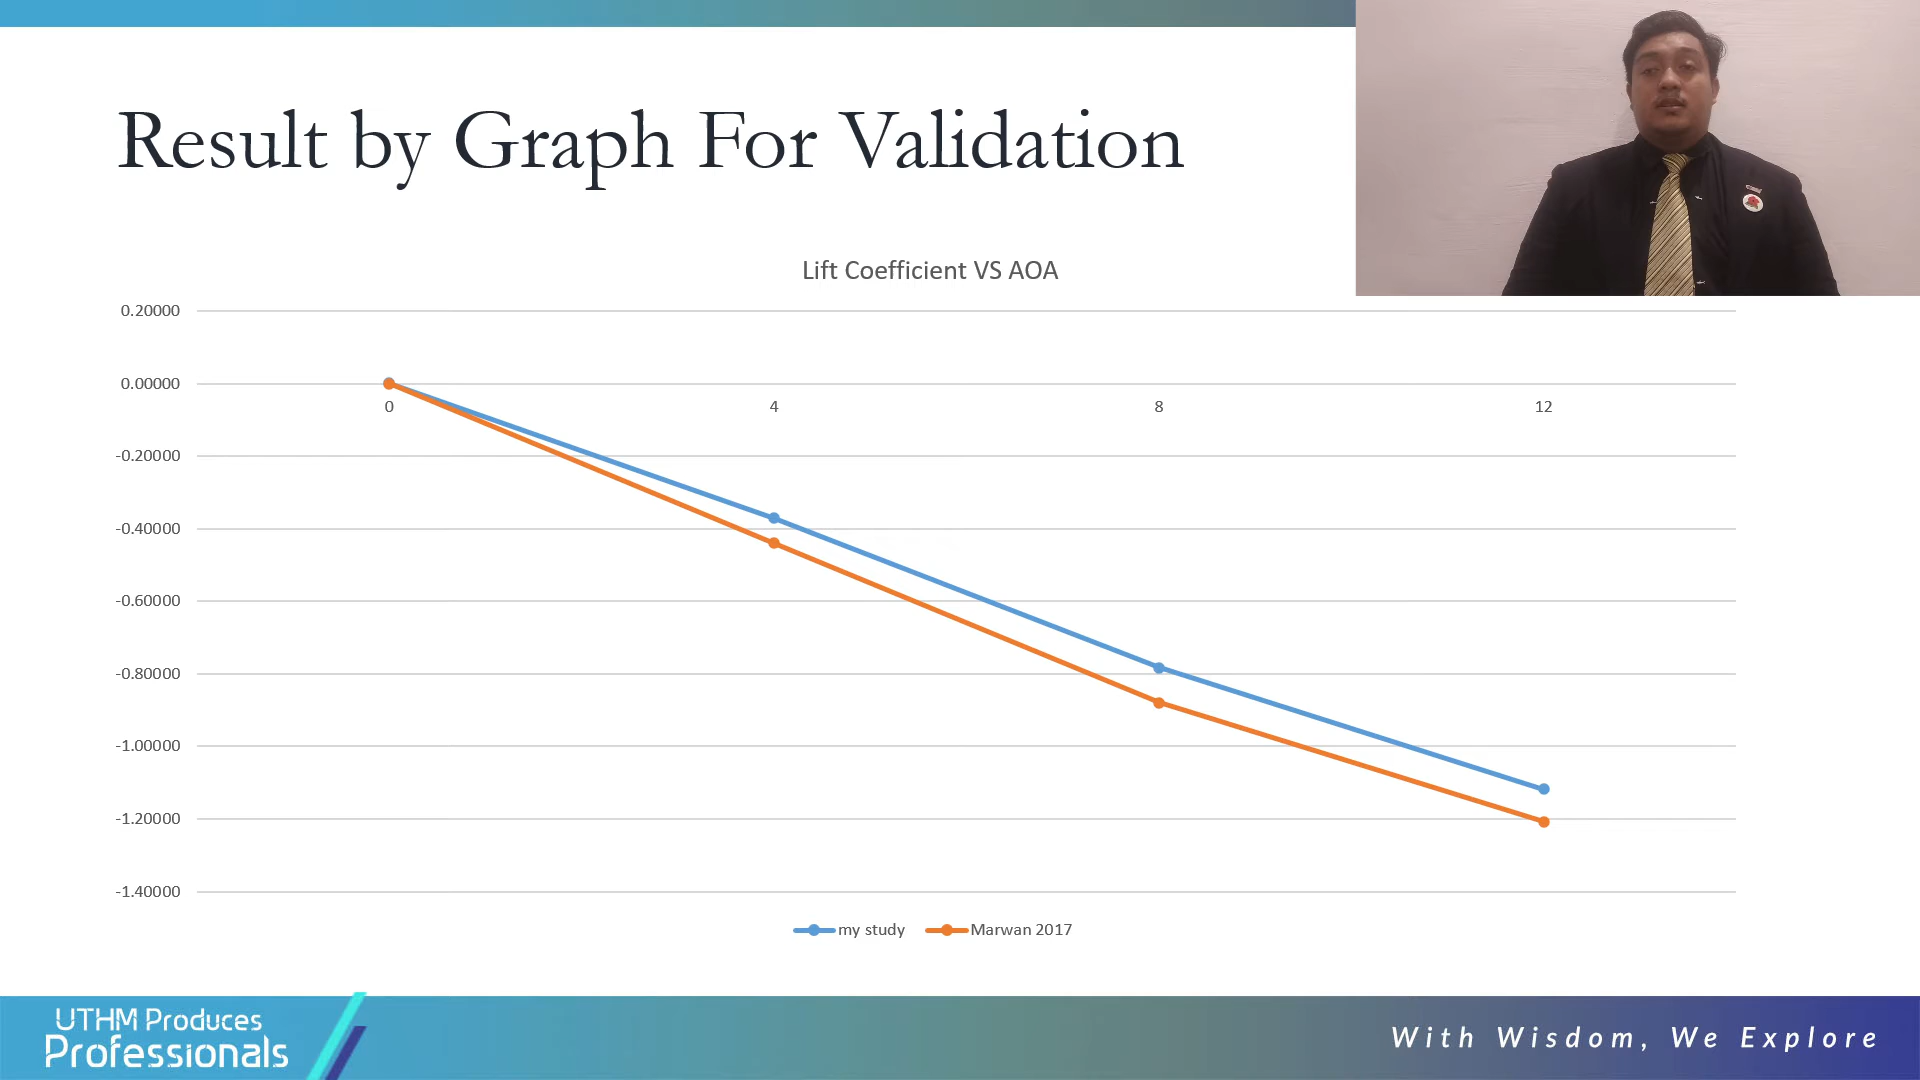 Result by Graph For Validation
Lift Coefficient VS AOA
0.20000
0.00000
0 4 8 12
-0.20000
-0.40000
-0.60000
-0.80000
-1.00000
-1.20000
-1.40000
my study Marwan 2017
UTHM Produces
Professionals
With Wisdom, We Explore